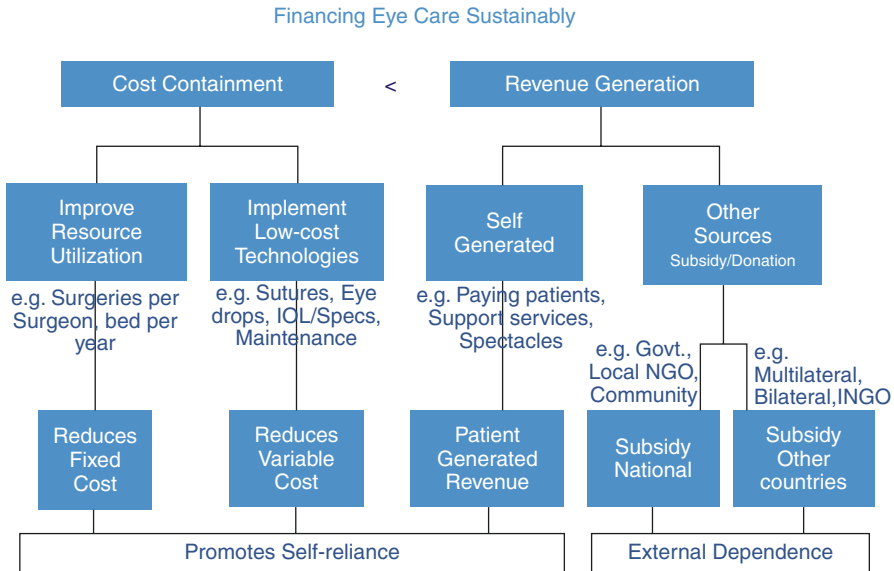 Financing Eye Care Sustainably
Cost Containment
<
Revenue Generation
Improve
Resource
Utilization
Implement
Low-cost
Technologies
Self
Generated
Other
Sources
Subsidy/Donation
e.g. Surgeries per
Surgeon, bed per
year
e.g. Sutures, Eye
drops, IOL/Specs,
Maintenance
e.g. Paying patients,
Support services,
Spectacles
e.g. Govt.,
Local NGO,
Community
e.g.
Multilateral,
Bilateral,INGO
Reduces
Fixed
Cost
Reduces
Variable
Cost
Patient
Generated
Revenue
Subsidy
National
Subsidy
Other
countries
Promotes Self-reliance
External Dependence